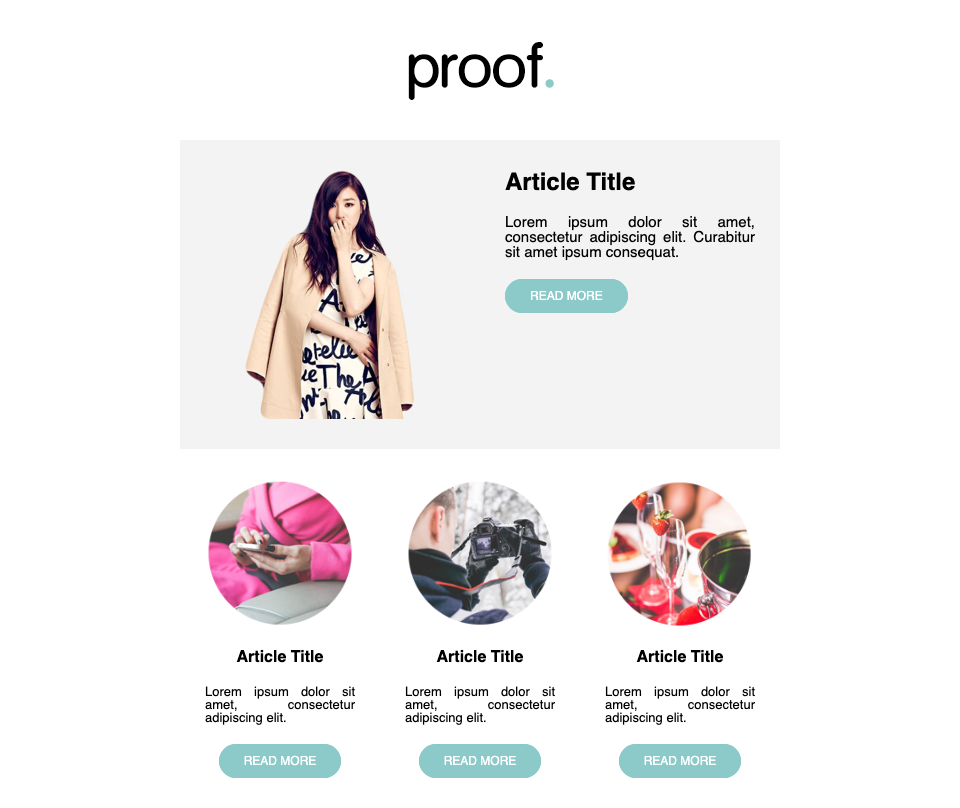 proof.
Article Title
Lorem ipsum dolor sit amet,
consectetur adipiscing elit. Curabitur
sit amet ipsum consequat.
READ MORE
Article Title
Lorem ipsum dolor sit
amet, consectetur
adipiscing elit.
READ MORE
Article Title
Lorem ipsum dolor sit
amet, consectetur
adipiscing elit.
READ MORE
Article Title
Lorem ipsum dolor sit
amet, consectetur
adipiscing elit.
READ MORE